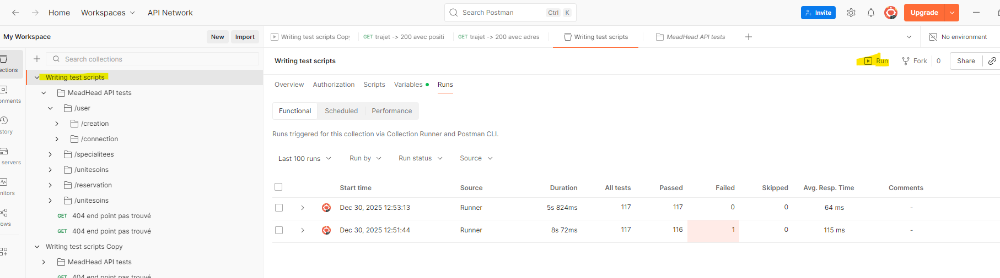 Home Workspaces API Network Search Postman Ctrl K Invite Upgrade
My Workspace New Import
Writing test scripts Copy GET trajet -> 200 avec positi GET trajet -> 200 avec adres Writing test scripts MeadHead API tests No environment
Search collections
Writing test scripts
MeadHead API tests
/user
/creation
/connection
/specialitees
/unitesoins
/reservation
/unitesoins
GET 404 end point pas trouvé
GET 404 end point pas trouvé
Writing test scripts Copy
MeadHead API tests
GET 404 end point pas trouvé
Writing test scripts Run Fork 0 Share
Overview Authorization Scripts Variables Runs
Functional Scheduled Performance
Runs triggered for this collection via Collection Runner and Postman CLI.
Last 100 runs Run by Run status Source
Start time Source Duration All tests Passed Failed Skipped Avg. Resp. Time Comments
Dec 30, 2025 12:53:13 Runner 5s 824ms 117 117 0 0 64 ms -
Dec 30, 2025 12:51:44 Runner 8s 72ms 117 116 1 0 115 ms -
ections
onments
story
servers
nitors
ows